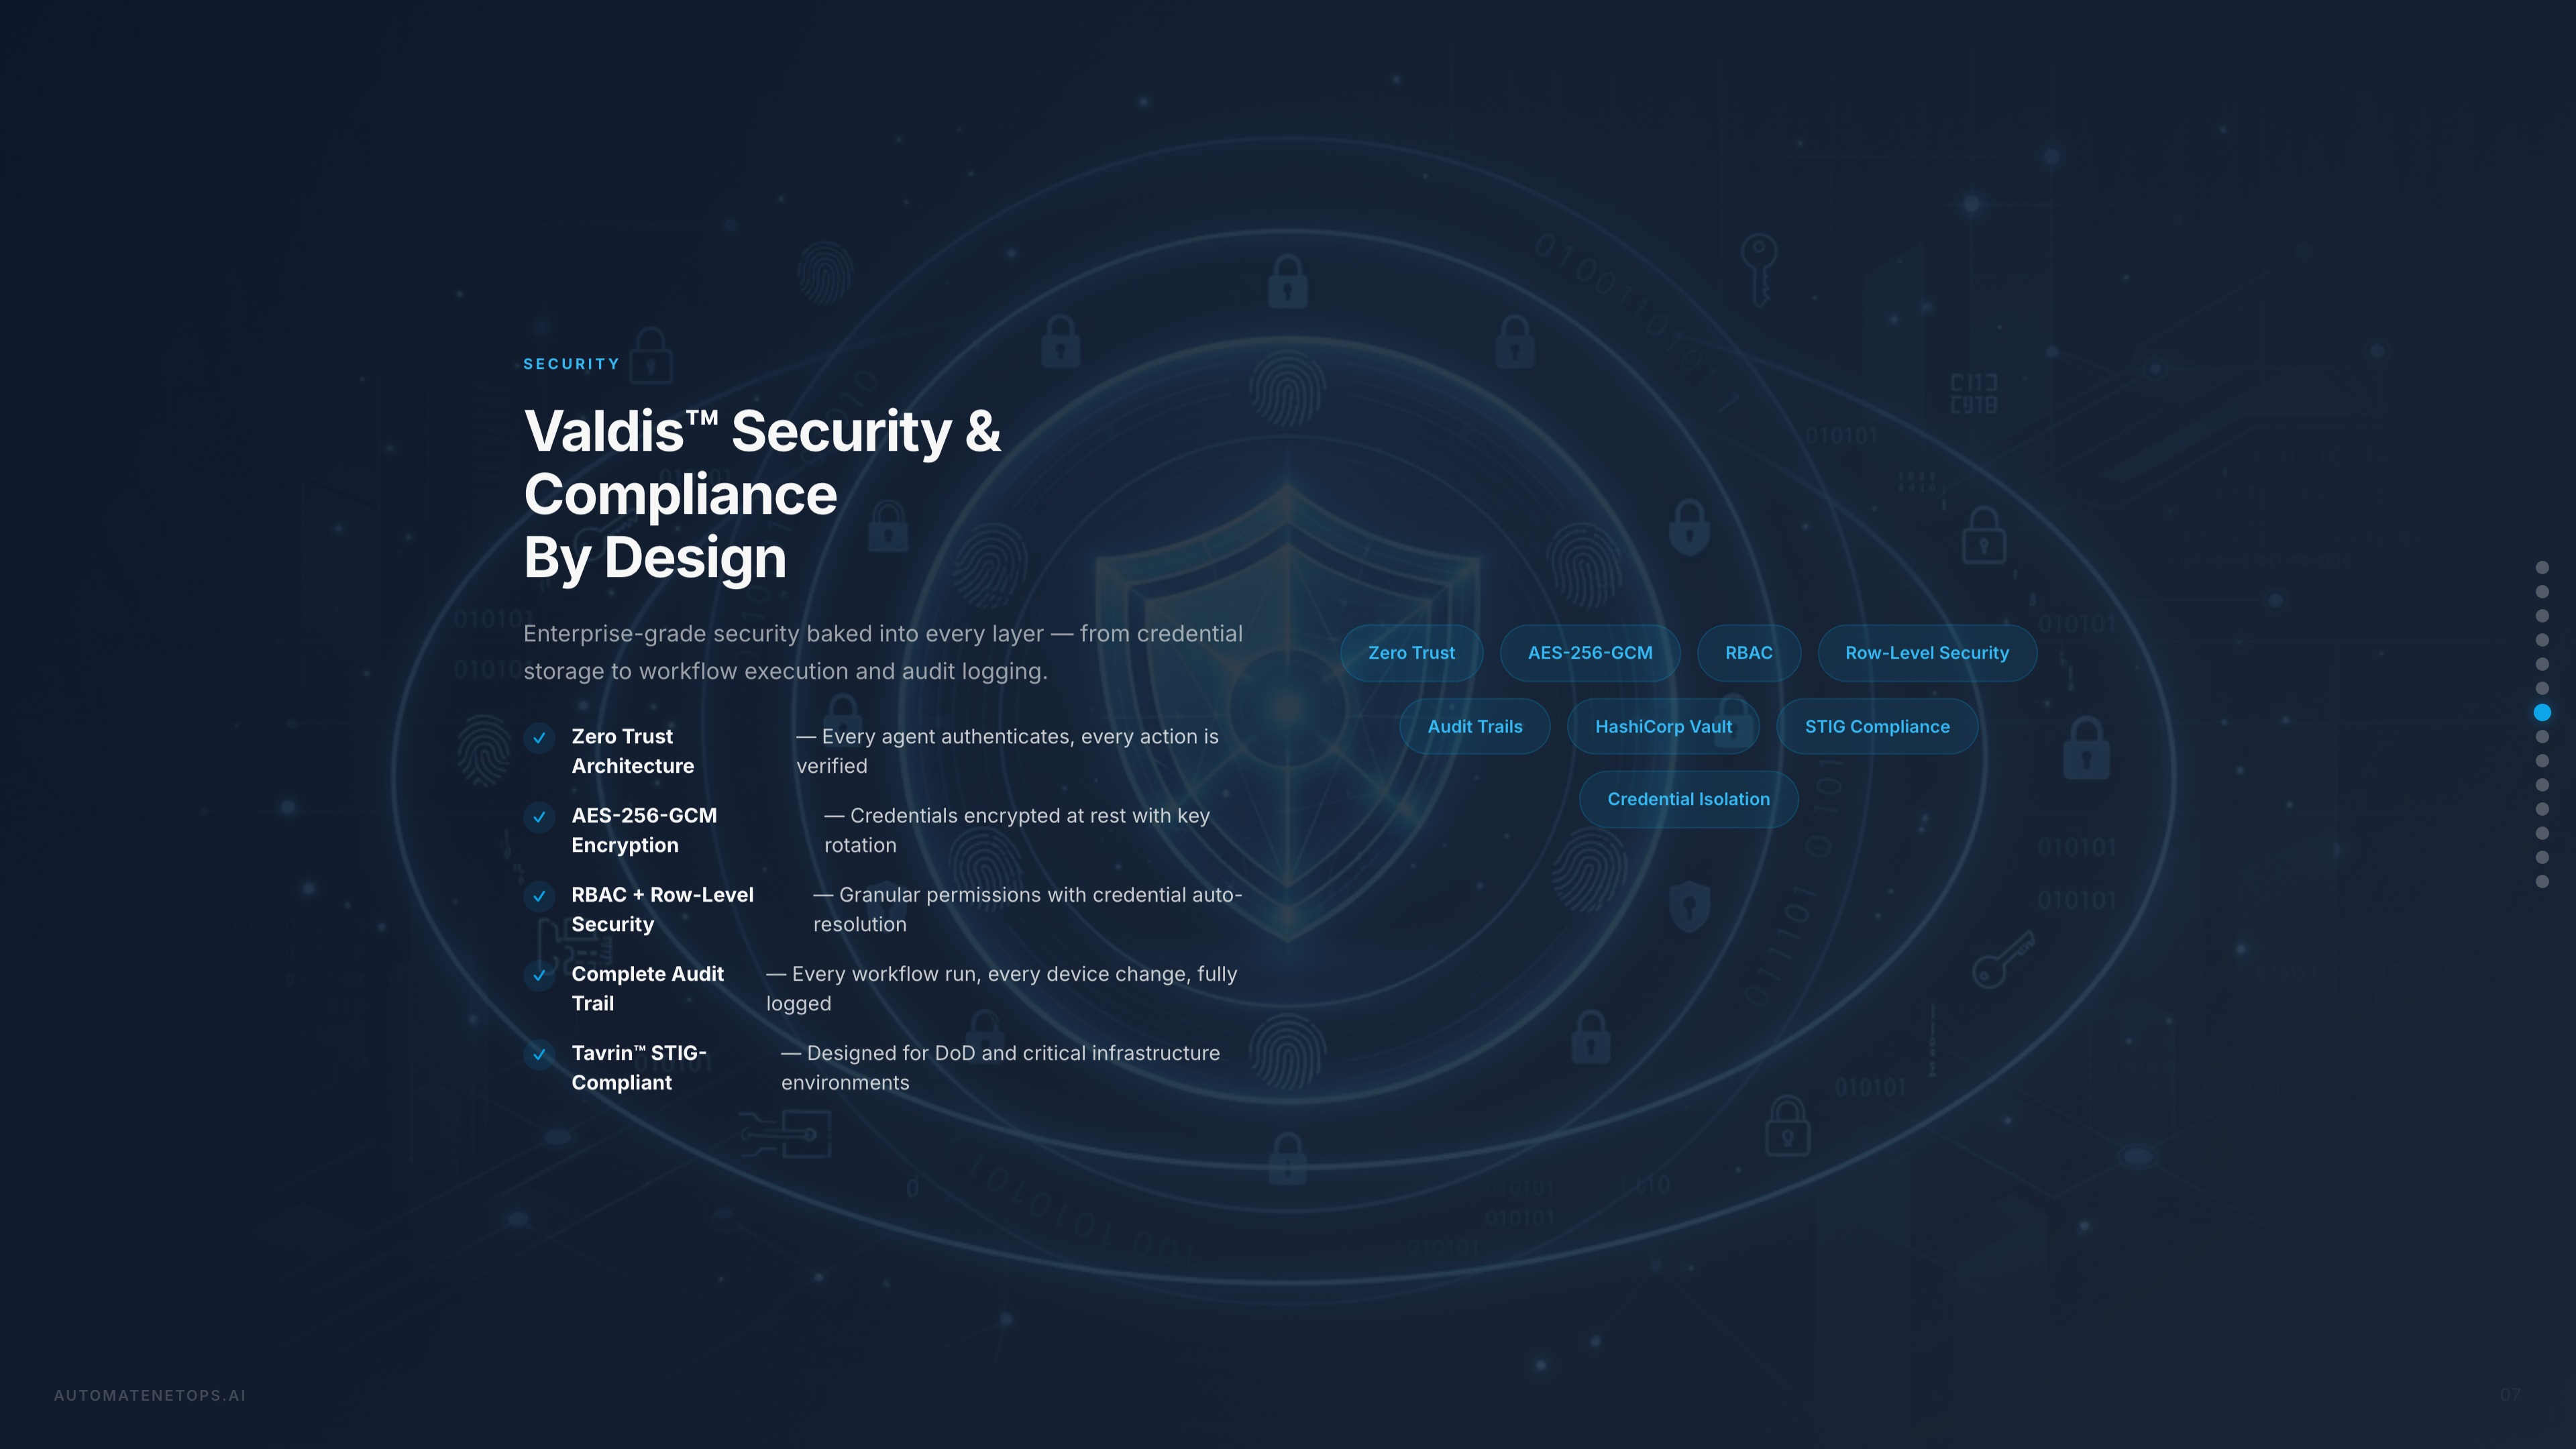 SECURITY
Valdis™ Security &
Compliance
By Design
Enterprise-grade security baked into every layer — from credential
storage to workflow execution and audit logging.
Zero Trust Architecture — Every agent authenticates, every action is verified
AES-256-GCM Encryption — Credentials encrypted at rest with key rotation
RBAC + Row-Level Security — Granular permissions with credential auto-resolution
Complete Audit Trail — Every workflow run, every device change, fully logged
Tavrin™ STIG-Compliant — Designed for DoD and critical infrastructure environments
Zero Trust
AES-256-GCM
RBAC
Row-Level Security
Audit Trails
HashiCorp Vault
STIG Compliance
Credential Isolation
AUTOMATENETOPS.AI
07